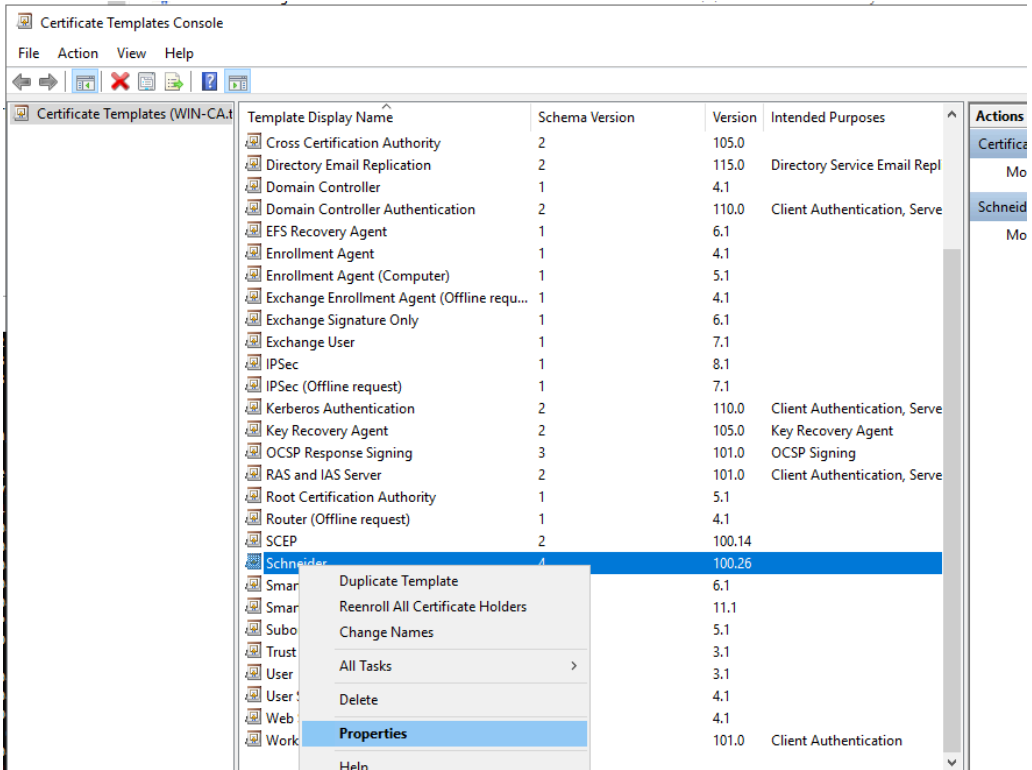 Certificate Templates Console
File Action View Help
Certificate Templates (WIN-CA.t
Template Display Name Schema Version Version Intended Purposes
Cross Certification Authority 2 105.0
Directory Email Replication 2 115.0 Directory Service Email Repl
Domain Controller 1 4.1
Domain Controller Authentication 2 110.0 Client Authentication, Serve
EFS Recovery Agent 1 6.1
Enrollment Agent 1 4.1
Enrollment Agent (Computer) 1 5.1
Exchange Enrollment Agent (Offline requ... 1 4.1
Exchange Signature Only 1 6.1
Exchange User 1 7.1
IPSec 1 8.1
IPSec (Offline request) 1 7.1
Kerberos Authentication 2 110.0 Client Authentication, Serve
Key Recovery Agent 2 105.0 Key Recovery Agent
OCSP Response Signing 3 101.0 OCSP Signing
RAS and IAS Server 2 101.0 Client Authentication, Serve
Root Certification Authority 1 5.1
Router (Offline request) 1 4.1
SCEP 2 100.14
Schneider 4 100.26
Smar 6.1
Smar 11.1
Subo 5.1
Trust 3.1
User 3.1
User 4.1
Web 4.1
Work 101.0 Client Authentication
Duplicate Template
Reenroll All Certificate Holders
Change Names
All Tasks
Delete
Properties
Help
Actions
Certifica
Mo
Schneid
Mo